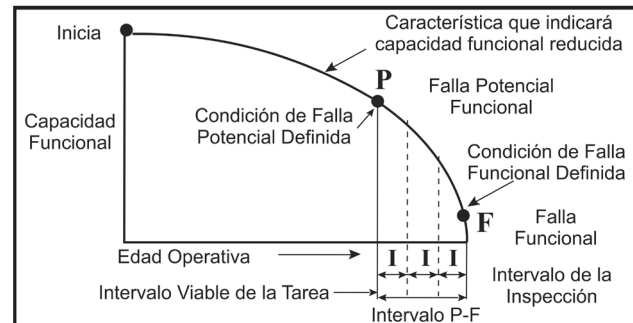 Inicia
Característica que indicará
capacidad funcional reducida
P
Falla Potencial
Funcional
Capacidad
Funcional
Condición de Falla
Potencial Definida
Condición de Falla
Funcional Definida
F
Falla
Funcional
Edad Operativa
I I I
Intervalo de la
Inspección
Intervalo Viable de la Tarea
Intervalo P-F